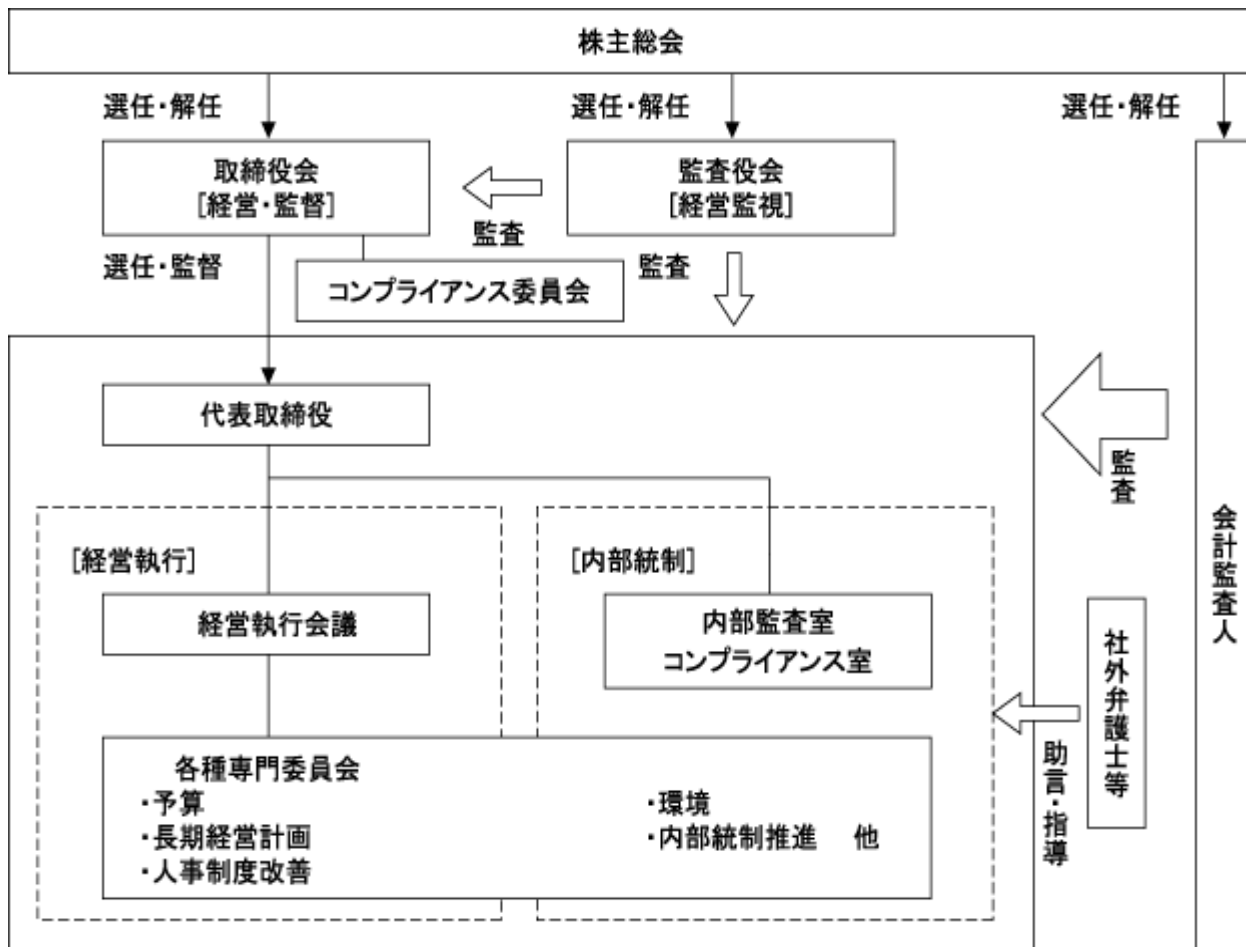 株主総会
選任・解任
選任・解任
選任・解任
取締役会
[経営・監督]
監査役会
[経営監視]
監査
選任・監督
監査
コンプライアンス委員会
代表取締役
監査
会計監査人
[経営執行]
[内部統制]
経営執行会議
内部監査室
コンプライアンス室
社外弁護士等
助言・指導
各種専門委員会
・予算
・環境
・長期経営計画
・内部統制推進 他
・人事制度改善